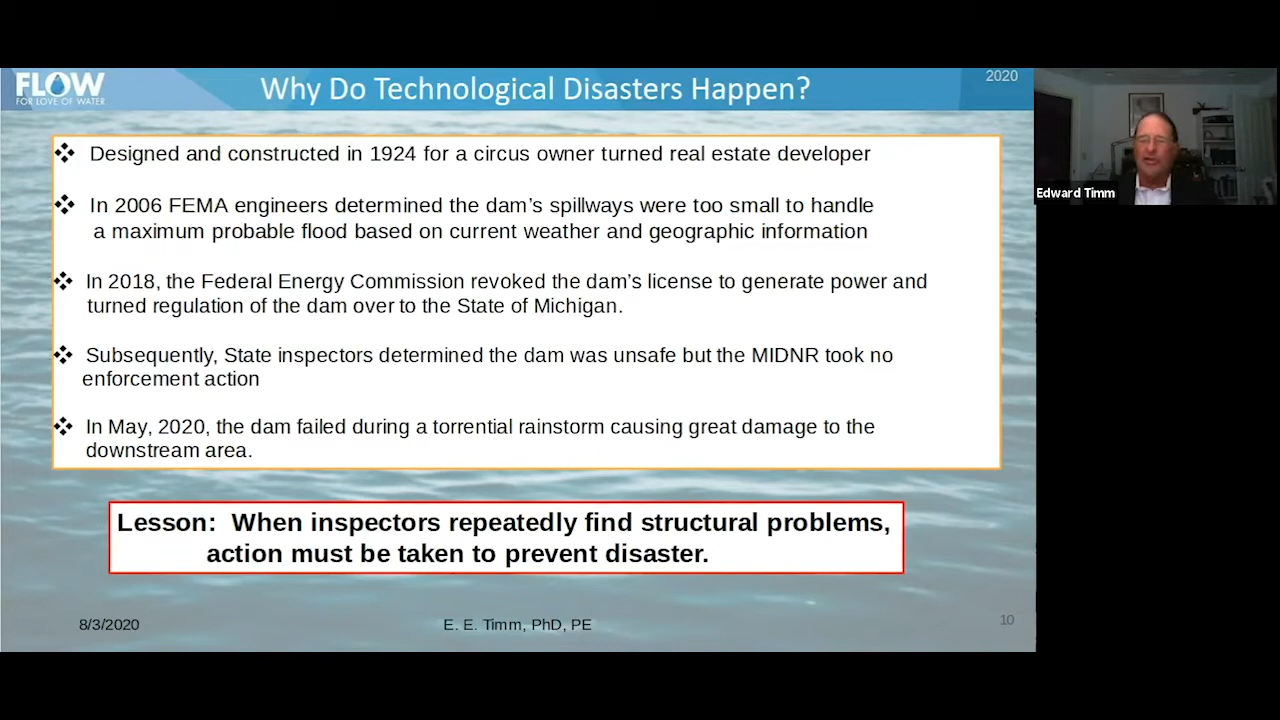 FLOW
FOR LOVE OF WATER
Why Do Technological Disasters Happen?
2020
❖ Designed and constructed in 1924 for a circus owner turned real estate developer
❖ In 2006 FEMA engineers determined the dam's spillways were too small to handle
a maximum probable flood based on current weather and geographic information
❖ In 2018, the Federal Energy Commission revoked the dam's license to generate power and
turned regulation of the dam over to the State of Michigan.
❖ Subsequently, State inspectors determined the dam was unsafe but the MIDNR took no
enforcement action
❖ In May, 2020, the dam failed during a torrential rainstorm causing great damage to the
downstream area.
Lesson: When inspectors repeatedly find structural problems,
action must be taken to prevent disaster.
8/3/2020
E. E. Timm, PhD, PE
10
Edward Timm